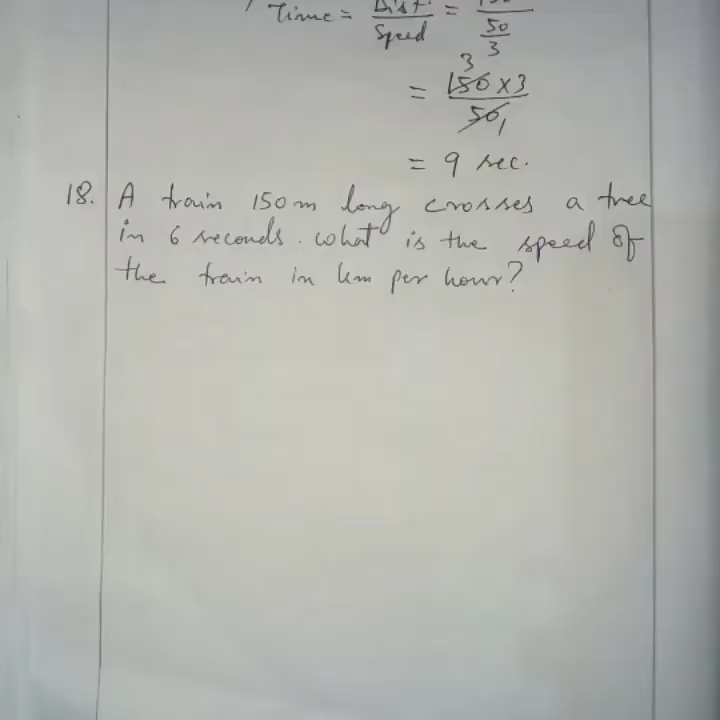 Time = Dist. / Speed = 150 / 50/3
= 150 × 3 / 50 3 1
= 9 sec.
18. A train 150 m long crosses a tree
in 6 seconds. What is the speed of
the train in km per hour?